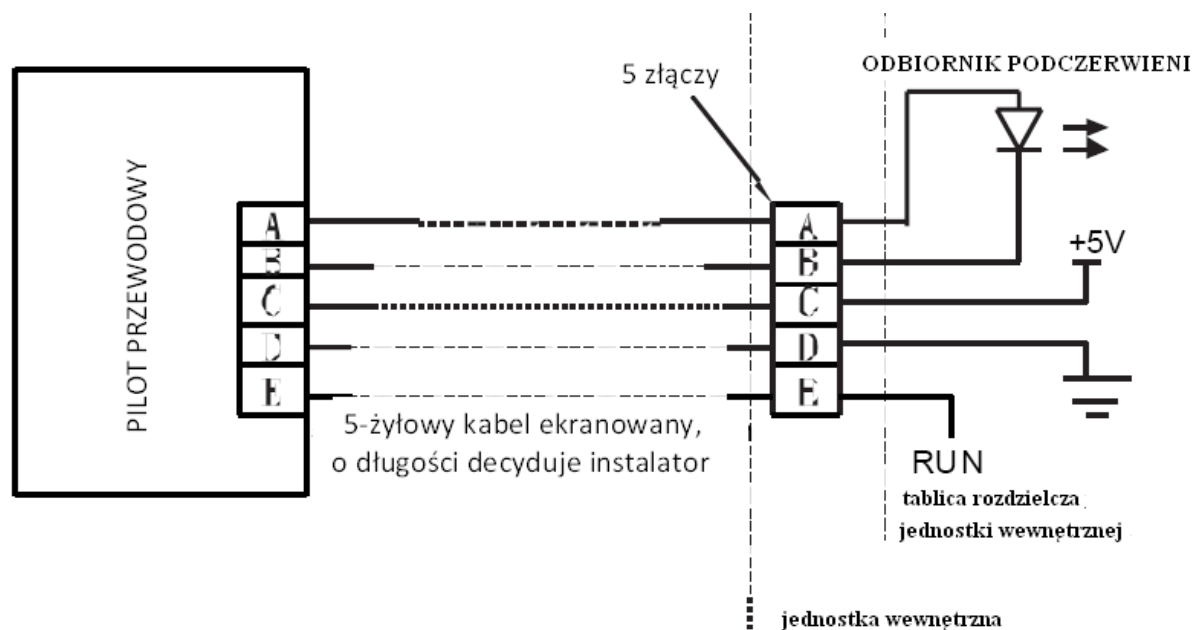 ODBIORNIK PODCZERWIENI
5 złączy
PILOT PRZEWODOWY
A
B
C
D
E
A
B
C
D
E
+5V
RUN
5-żyłowy kabel ekranowany,
o długości decyduje instalator
tablica rozdzielcza
jednostki wewnętrznej
jednostka wewnętrzna